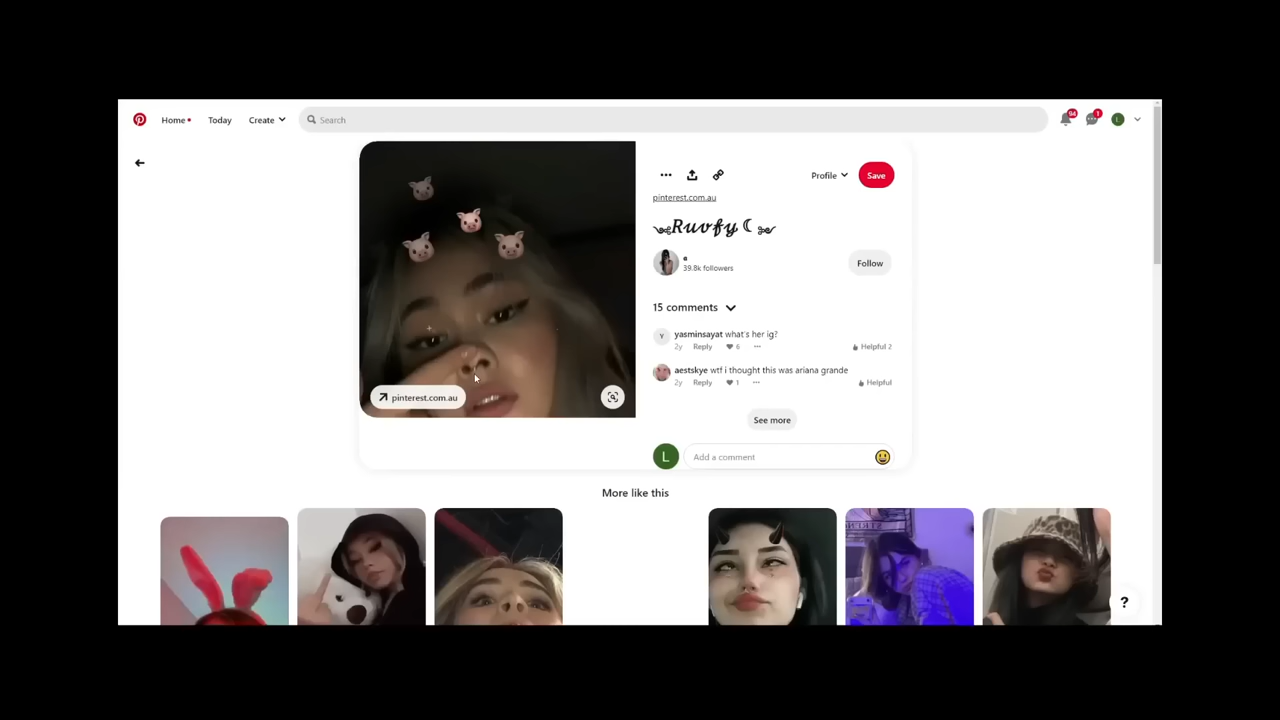 Home
Today
Create
Search
94
1
L
Profile
Save
pinterest.com.au
Ruvfy
a
39.8k followers
Follow
15 comments
Y
yasminsayat what's her ig?
2y Reply 6 Helpful 2
aestskye wtf i thought this was ariana grande
2y Reply 1 Helpful
pinterest.com.au
See more
L
Add a comment
More like this
?